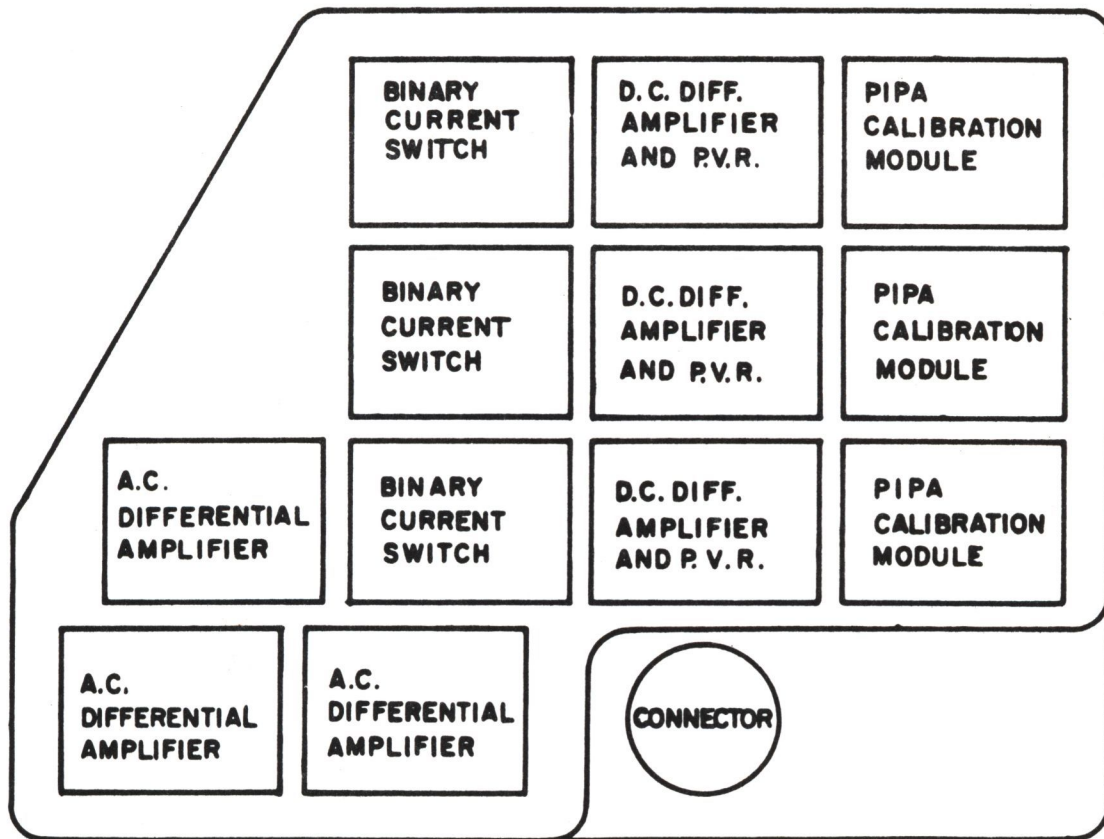 BINARY
CURRENT
SWITCH
D.C. DIFF.
AMPLIFIER
AND P.V.R.
PIPA
CALIBRATION
MODULE
BINARY
CURRENT
SWITCH
D.C. DIFF.
AMPLIFIER
AND P.V.R.
PIPA
CALIBRATION
MODULE
A.C.
DIFFERENTIAL
AMPLIFIER
BINARY
CURRENT
SWITCH
D.C. DIFF.
AMPLIFIER
AND P.V.R.
PIPA
CALIBRATION
MODULE
A.C.
DIFFERENTIAL
AMPLIFIER
A.C.
DIFFERENTIAL
AMPLIFIER
CONNECTOR